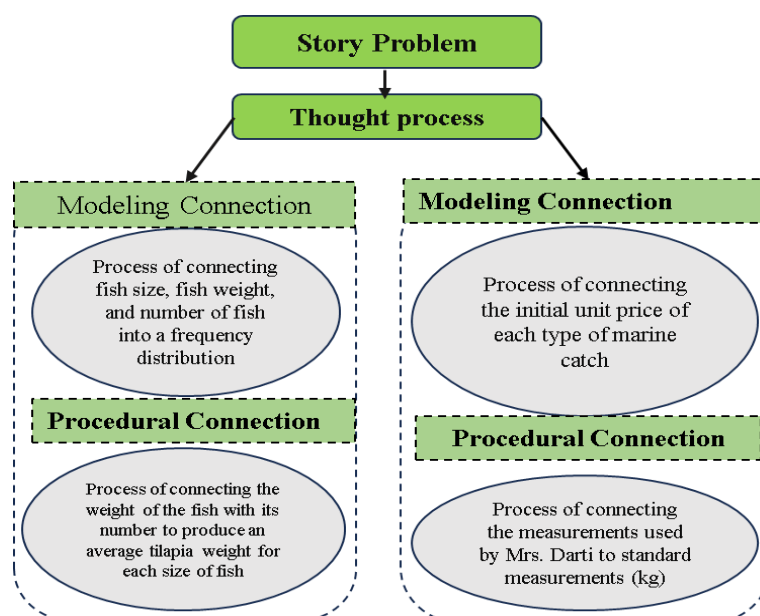 Story Problem
Thought process
Modeling Connection
Process of connecting
fish size, fish weight,
and number of fish
into a frequency
distribution
Procedural Connection
Process of connecting the
weight of the fish with its
number to produce an
average tilapia weight for
each size of fish
Modeling Connection
Process of connecting
the initial unit price of
each type of marine
catch
Procedural Connection
Process of connecting
the measurements used
by Mrs. Darti to standard
measurements (kg)